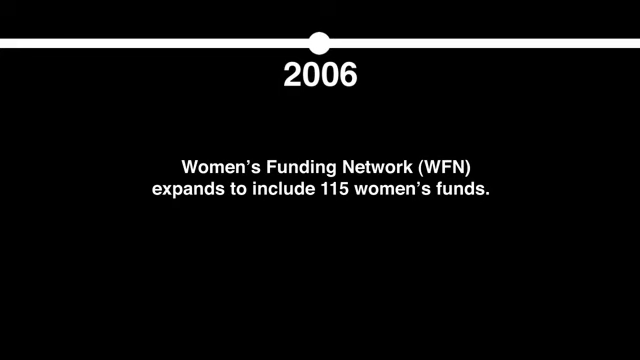 2006
Women’s Funding Network (WFN)
expands to include 115 women’s funds.